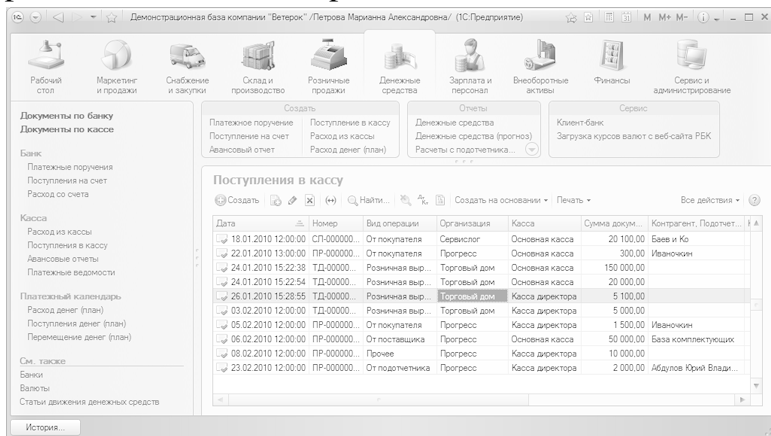 Демонстрационная база компании "Ветерок" /Петрова Марианна Александровна/ (1С:Предприятие)
M M+ M-
Рабочий стол
Маркетинг и продажи
Снабжение и закупки
Склад и производство
Розничные продажи
Денежные средства
Зарплата и персонал
Внеоборотные активы
Финансы
Сервис и администрирование
Документы по банку
Документы по кассе
Банк
Платежные поручения
Поступления на счет
Расход со счета
Касса
Расход из кассы
Поступления в кассу
Авансовые отчеты
Платежные ведомости
Платежный календарь
Расход денег (план)
Поступления денег (план)
Перемещение денег (план)
См. также
Банки
Валюты
Статьи движения денежных средств
Создать
Платежное поручение Поступление в кассу
Поступление на счет Расход из кассы
Авансовый отчет Расход денег (план)
Отчеты
Денежные средства
Денежные средства (прогноз)
Расчеты с подотчетника...
Сервис
Клиент-банк
Загрузка курсов валют с веб-сайта РБК
Поступления в кассу
Создать Найти... Создать на основании Печать Все действия
Дата Номер Вид операции Организация Касса Сумма докум... Контрагент, Подотчет...
18.01.2010 12:00:00 СП-000000... От покупателя Сервислог Основная касса 20 100,00 Баев и Ко
22.01.2010 13:00:00 ПР-000000... От покупателя Прогресс Основная касса 300,00 Иваночкин
24.01.2010 15:22:38 ТД-00000... Розничная выр... Торговый дом Основная касса 150 000,00
24.01.2010 15:22:54 ТД-00000... Розничная выр... Торговый дом Основная касса 20 000,00
26.01.2010 15:28:55 ТД-00000... Розничная выр... Торговый дом Касса директора 5 100,00
03.02.2010 12:00:00 ТД-00000... Розничная выр... Торговый дом Касса директора 5 000,00
05.02.2010 12:00:00 ПР-000000... От покупателя Прогресс Касса директора 1 500,00 Иваночкин
06.02.2010 12:00:00 ПР-000000... От поставщика Прогресс Основная касса 50 000,00 База комплектующих
08.02.2010 12:00:00 ПР-000000... Прочее Прогресс Касса директора 10 000,00
23.02.2010 12:00:00 ПР-000000... От подотчетника Прогресс Касса директора 2 000,00 Абдулов Юрий Влади...
История...